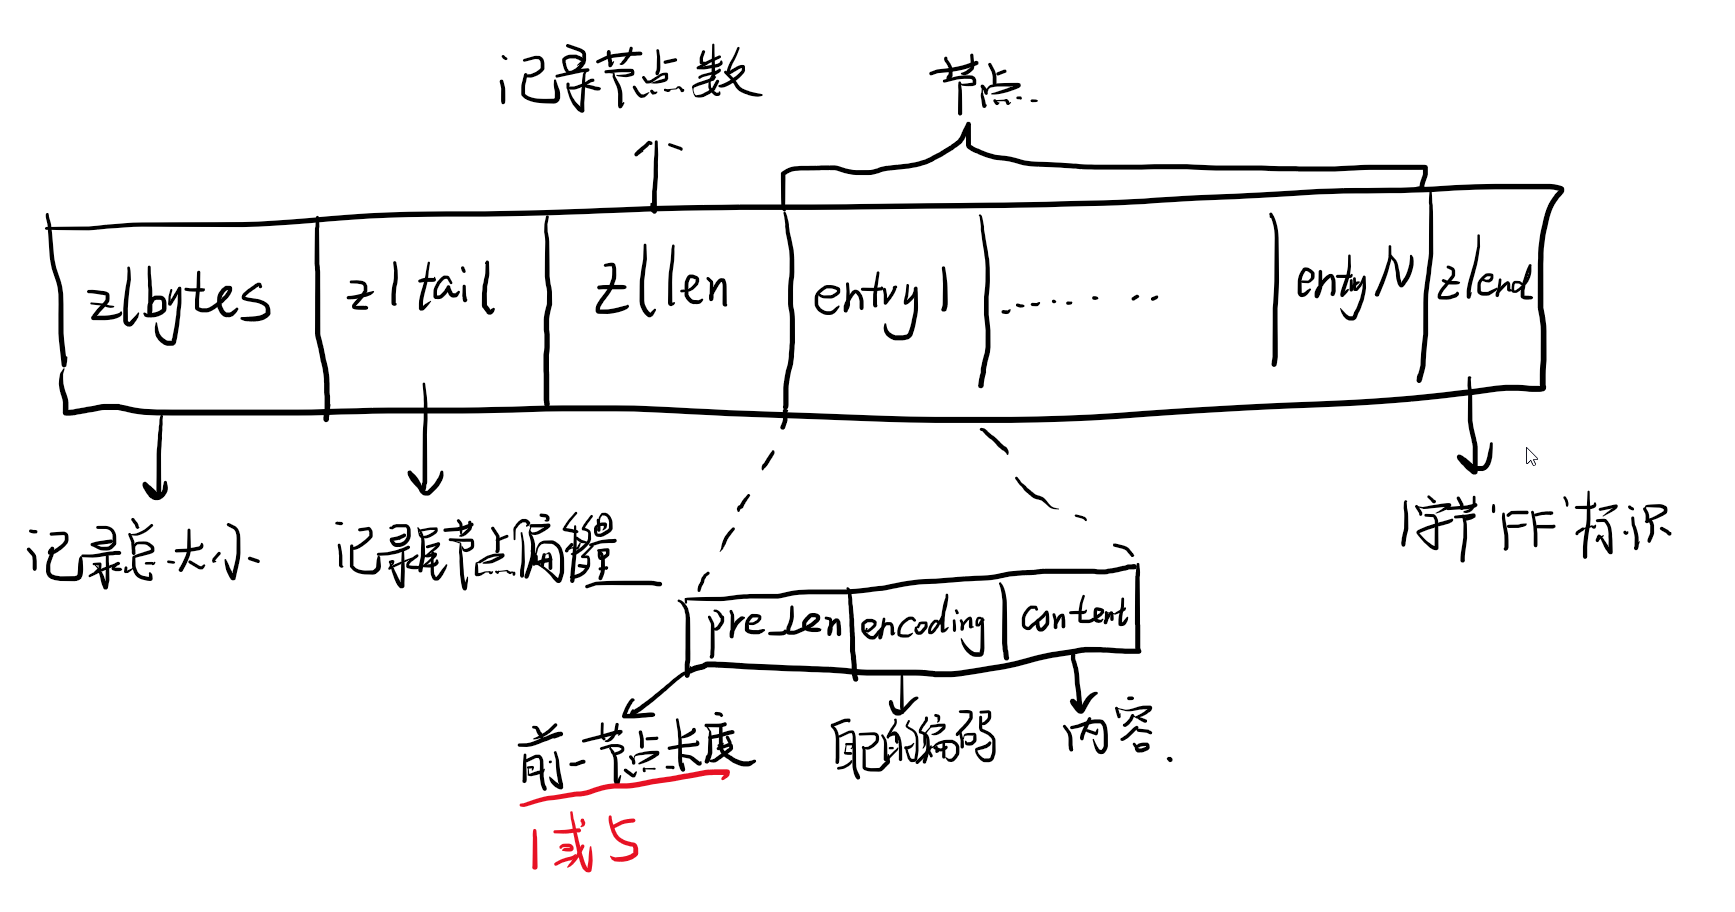 记录节点数
节点..
zlbytes
zltail
zllen
entry1
.........
entryN
zlend
记录总大小
记录尾节点偏移量
1字节'FF'标识
pre_len
encoding
content
前一节点长度
自己的编码
内容.
1或5